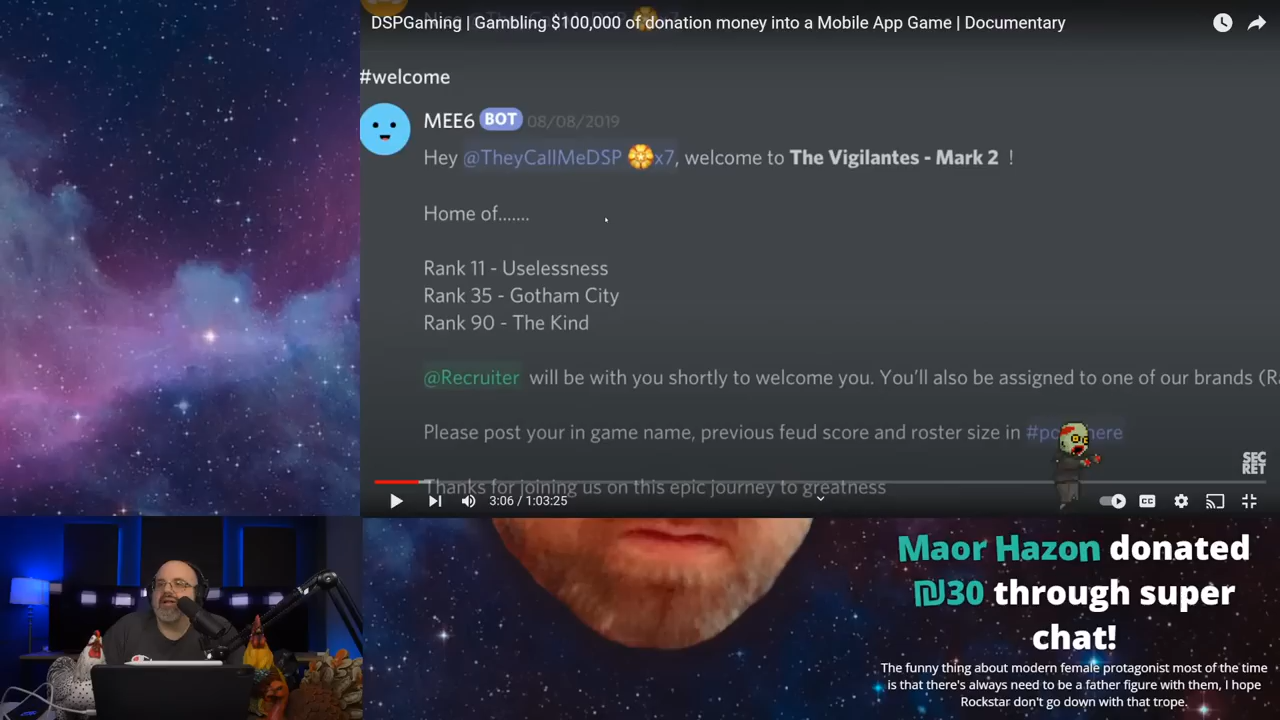 DSPGaming | Gambling $100,000 of donation money into a Mobile App Game | Documentary
#welcome
MEE6 BOT 08/08/2019
Hey @TheyCallMeDSP x7, welcome to The Vigilantes - Mark 2 !
Home of.......
Rank 11 - Uselessness
Rank 35 - Gotham City
Rank 90 - The Kind
@Recruiter will be with you shortly to welcome you. You'll also be assigned to one of our brands (R
Please post your in game name, previous feud score and roster size in
Thanks for joining us on this epic journey to greatness
SEC
RET
3:06 / 1:03:25
CC
Maor Hazon donated
₪30 through super
chat!
The funny thing about modern female protagonist most of the time
is that there's always need to be a father figure with them, I hope
Rockstar don't go down with that trope.